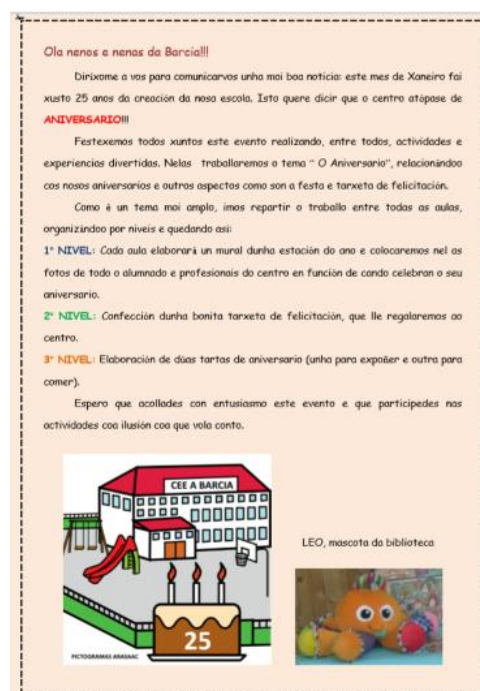 Ola nenos e nenas da Barcia!!!
Dirixome a vos para comunicarvos unha moi boa noticia: este mes de Xaneiro fai
xusto 25 anos da creación da nosa escola. Isto quere dicir que o centro atópase de
ANIVERSARIO!!!
Festexemos todos xuntos este evento realizando, entre todos, actividades e
experiencias divertidas. Nelas traballaremos o tema " O Aniversario", relacionándoo
cos nosos aniversarios e outros aspectos como son a festa e tarxeta de felicitación.
Como é un tema moi amplo, imos repartir o traballo entre todas as aulas,
organizándoo por niveis e quedando así:
1º NIVEL: Cada aula elaborará un mural dunha estación do ano e colocaremos nel as
fotos de todo o alumnado e profesionais do centro en función de cando celebran o seu
aniversario.
2º NIVEL: Confección dunha bonita tarxeta de felicitación, que lle regalaremos ao
centro.
3º NIVEL: Elaboración de dúas tartas de aniversario (unha para expoñer e outra para
comer).
Espero que acollades con entusiasmo este evento e que participedes nas
actividades coa ilusión coa que vola conto.
CEE A BARCIA
LEO, mascota da biblioteca
25
PICTOGRAMAS ARASAAC